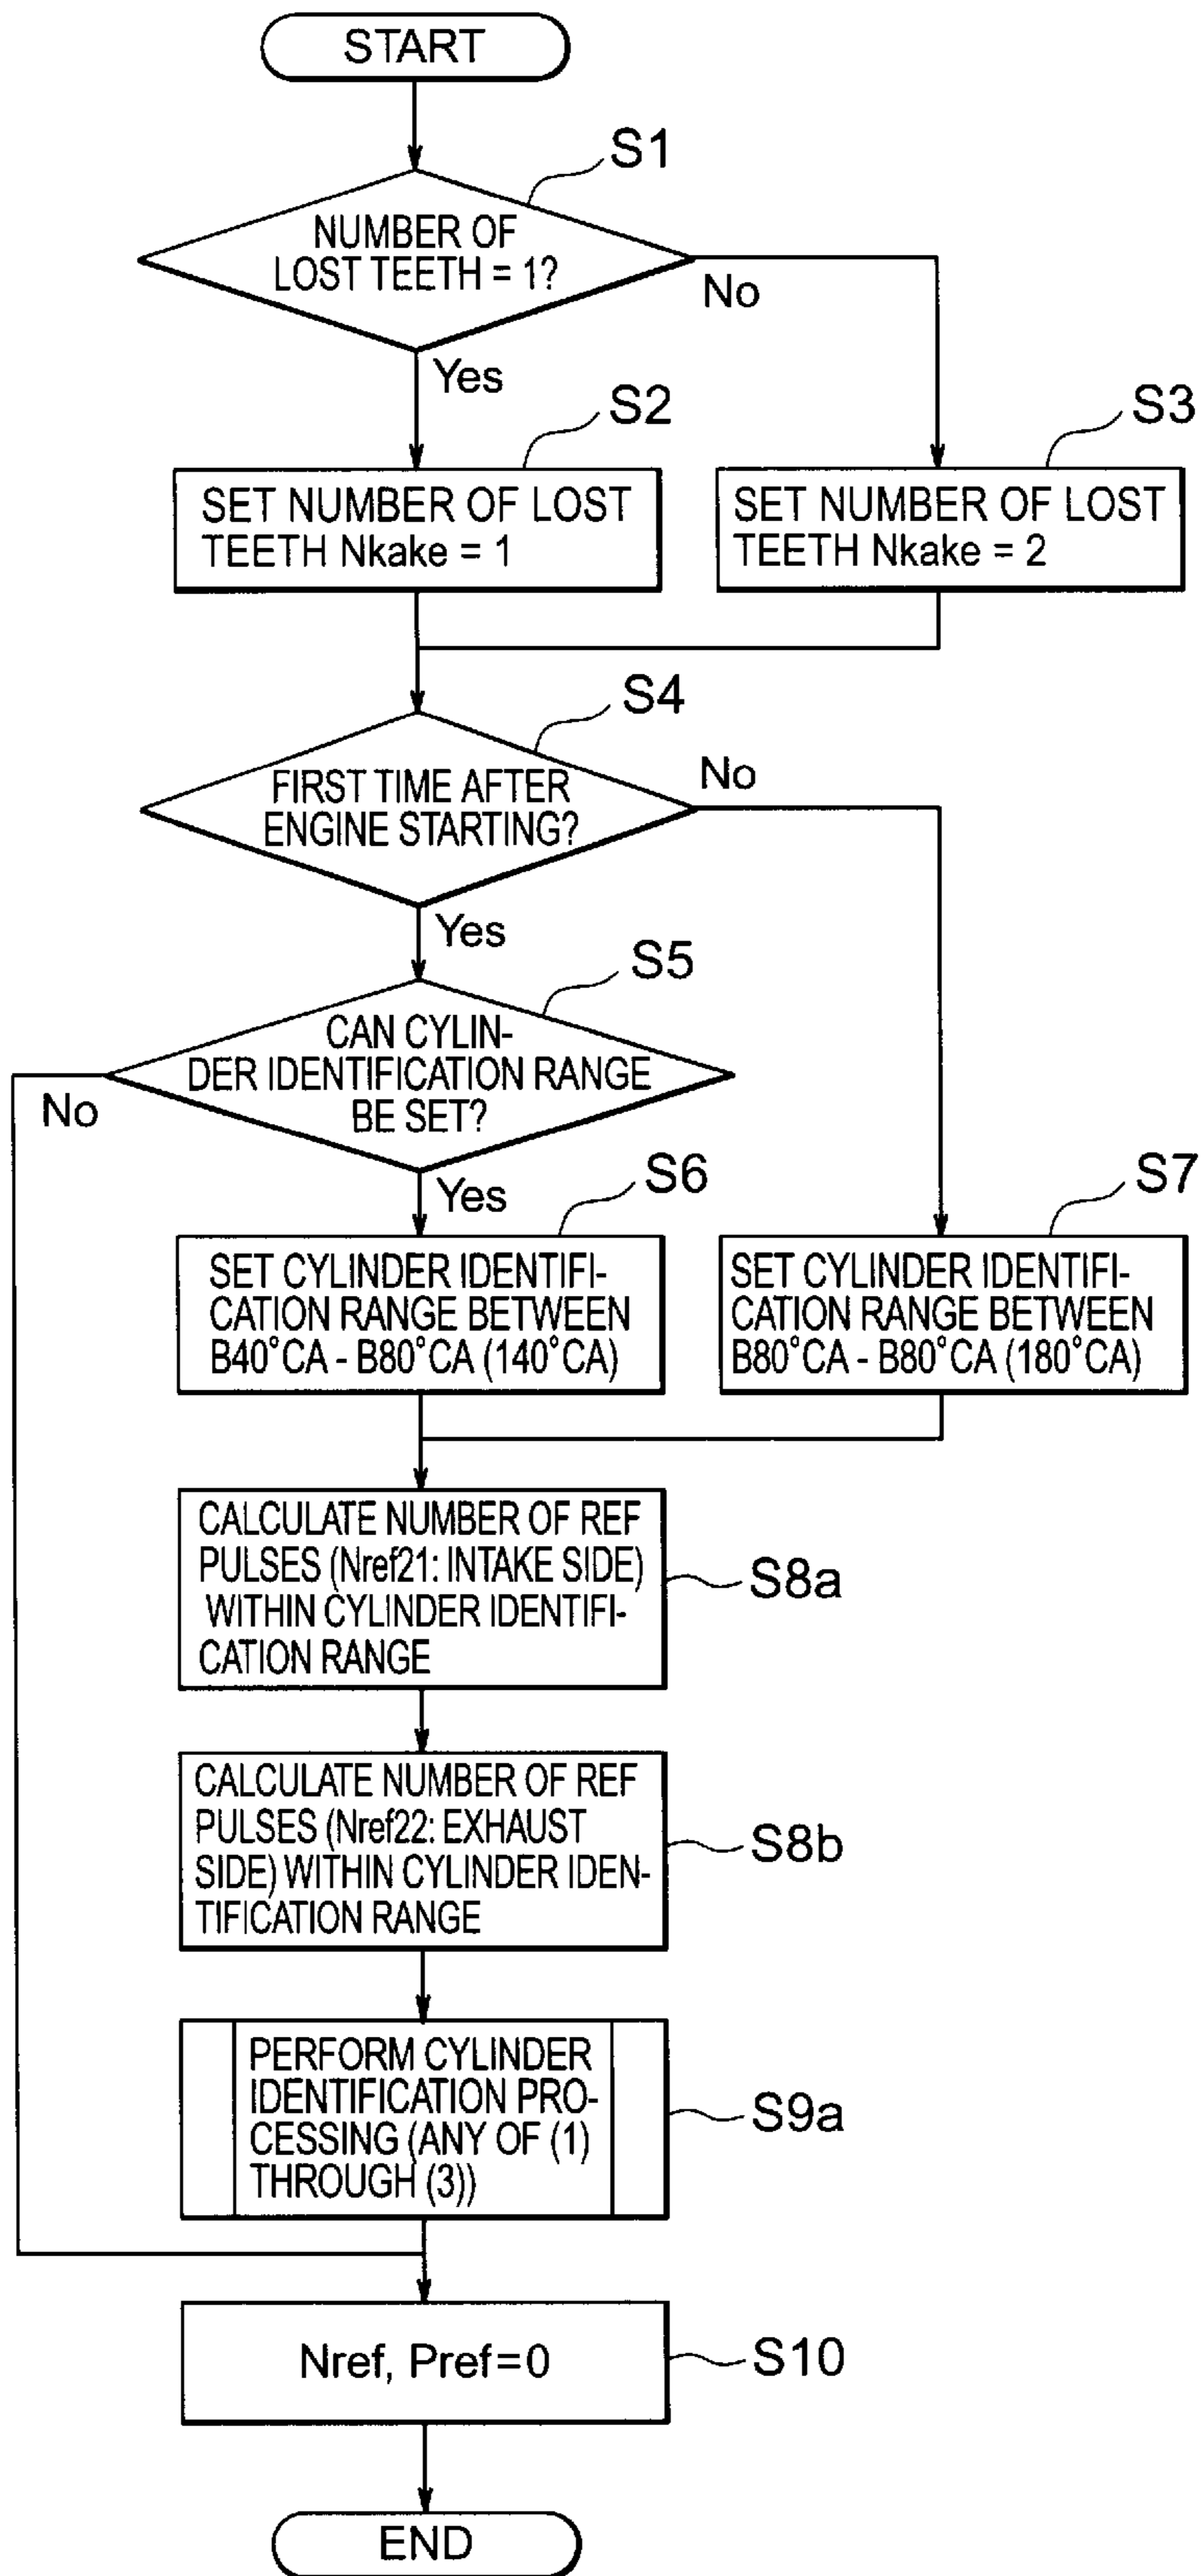 START
S1
NUMBER OF
LOST TEETH = 1?
No
Yes
S2
S3
SET NUMBER OF LOST
TEETH Nkake = 1
SET NUMBER OF LOST
TEETH Nkake = 2
S4
FIRST TIME AFTER
ENGINE STARTING?
No
Yes
S5
CAN CYLIN-
DER IDENTIFICATION RANGE
BE SET?
No
Yes
S6
S7
SET CYLINDER IDENTIFI-
CATION RANGE BETWEEN
B40°CA - B80°CA (140°CA)
SET CYLINDER IDENTIFI-
CATION RANGE BETWEEN
B80°CA - B80°CA (180°CA)
CALCULATE NUMBER OF REF
PULSES (Nref21: INTAKE SIDE)
WITHIN CYLINDER IDENTIFI-
CATION RANGE
S8a
CALCULATE NUMBER OF REF
PULSES (Nref22: EXHAUST
SIDE) WITHIN CYLINDER IDEN-
TIFICATION RANGE
S8b
PERFORM CYLINDER
IDENTIFICATION PRO-
CESSING (ANY OF (1)
THROUGH (3))
S9a
Nref, Pref=0
S10
END